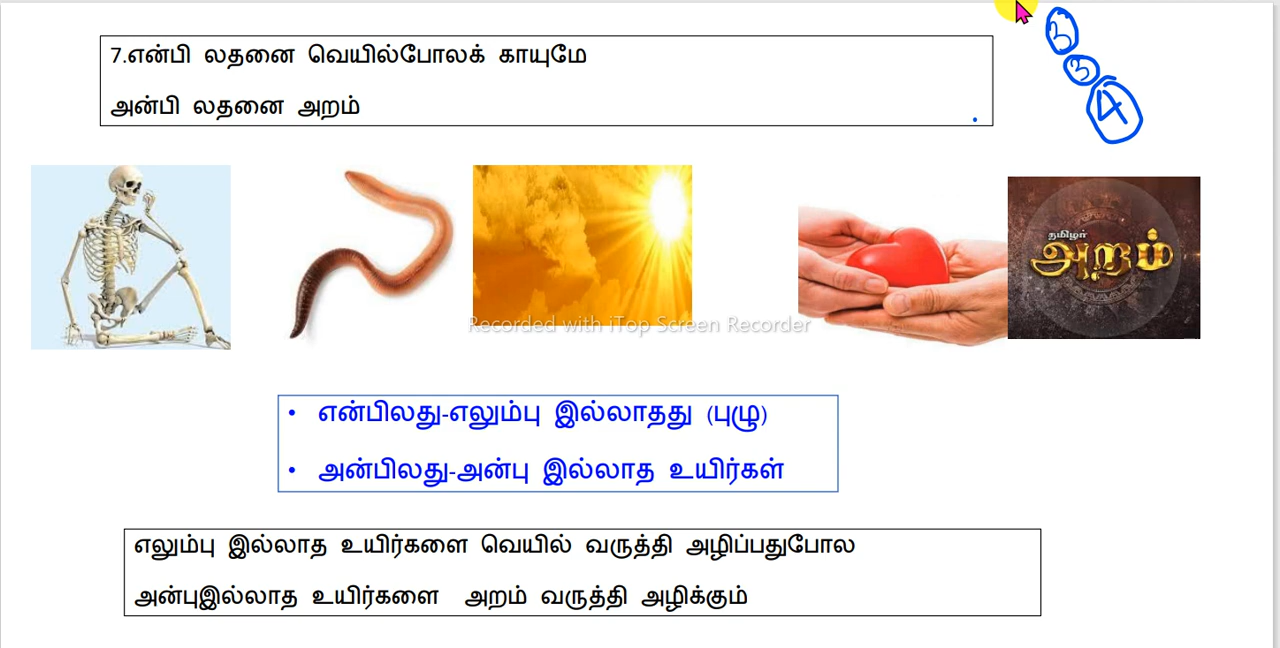 7.என்பி லதனை வெயில்போலக் காயுமே
அன்பி லதனை அறம்
3
4
தமிழர்
அறம்
Recorded with iTop Screen Recorder
• என்பிலது-எலும்பு இல்லாதது (புழு)
• அன்பிலது-அன்பு இல்லாத உயிர்கள்
எலும்பு இல்லாத உயிர்களை வெயில் வருத்தி அழிப்பதுபோல
அன்புஇல்லாத உயிர்களை அறம் வருத்தி அழிக்கும்